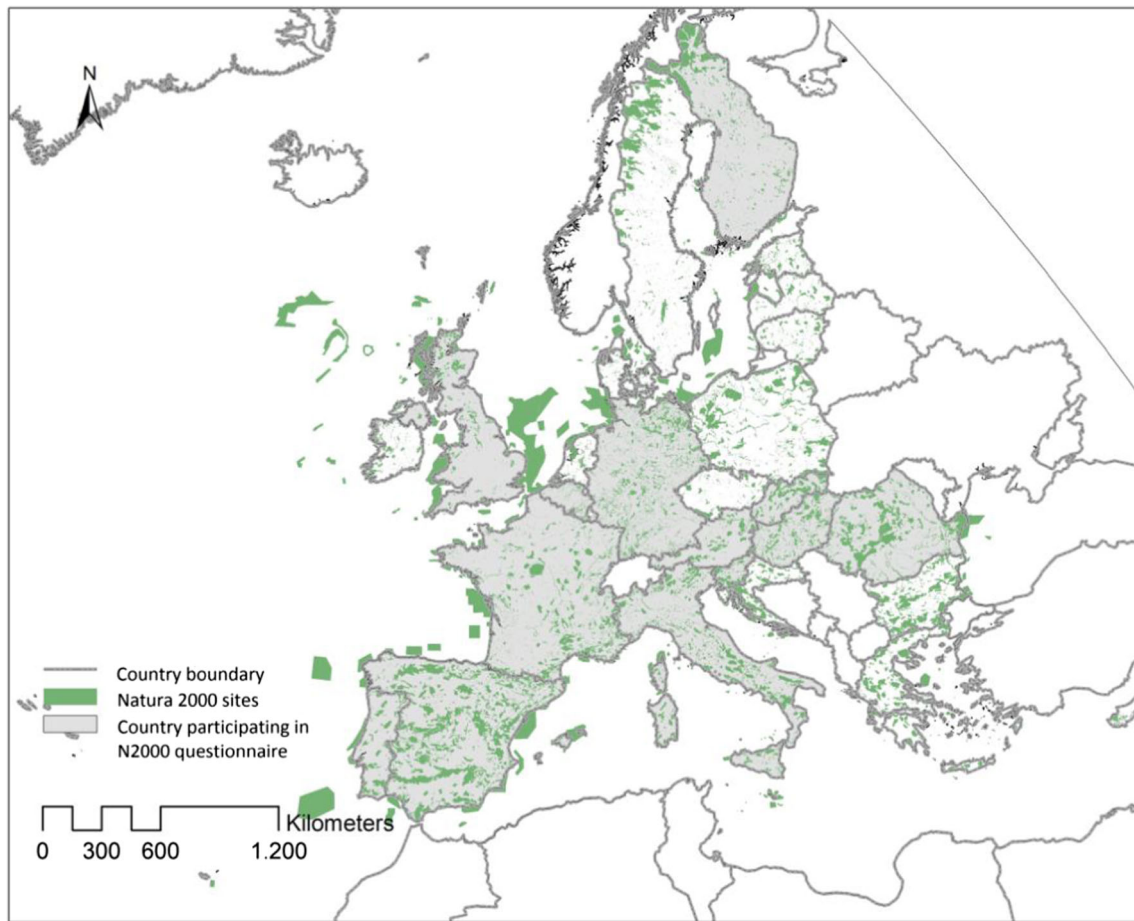 N
Country boundary
Natura 2000 sites
Country participating in
N2000 questionnaire
Kilometers
0 300 600 1.200